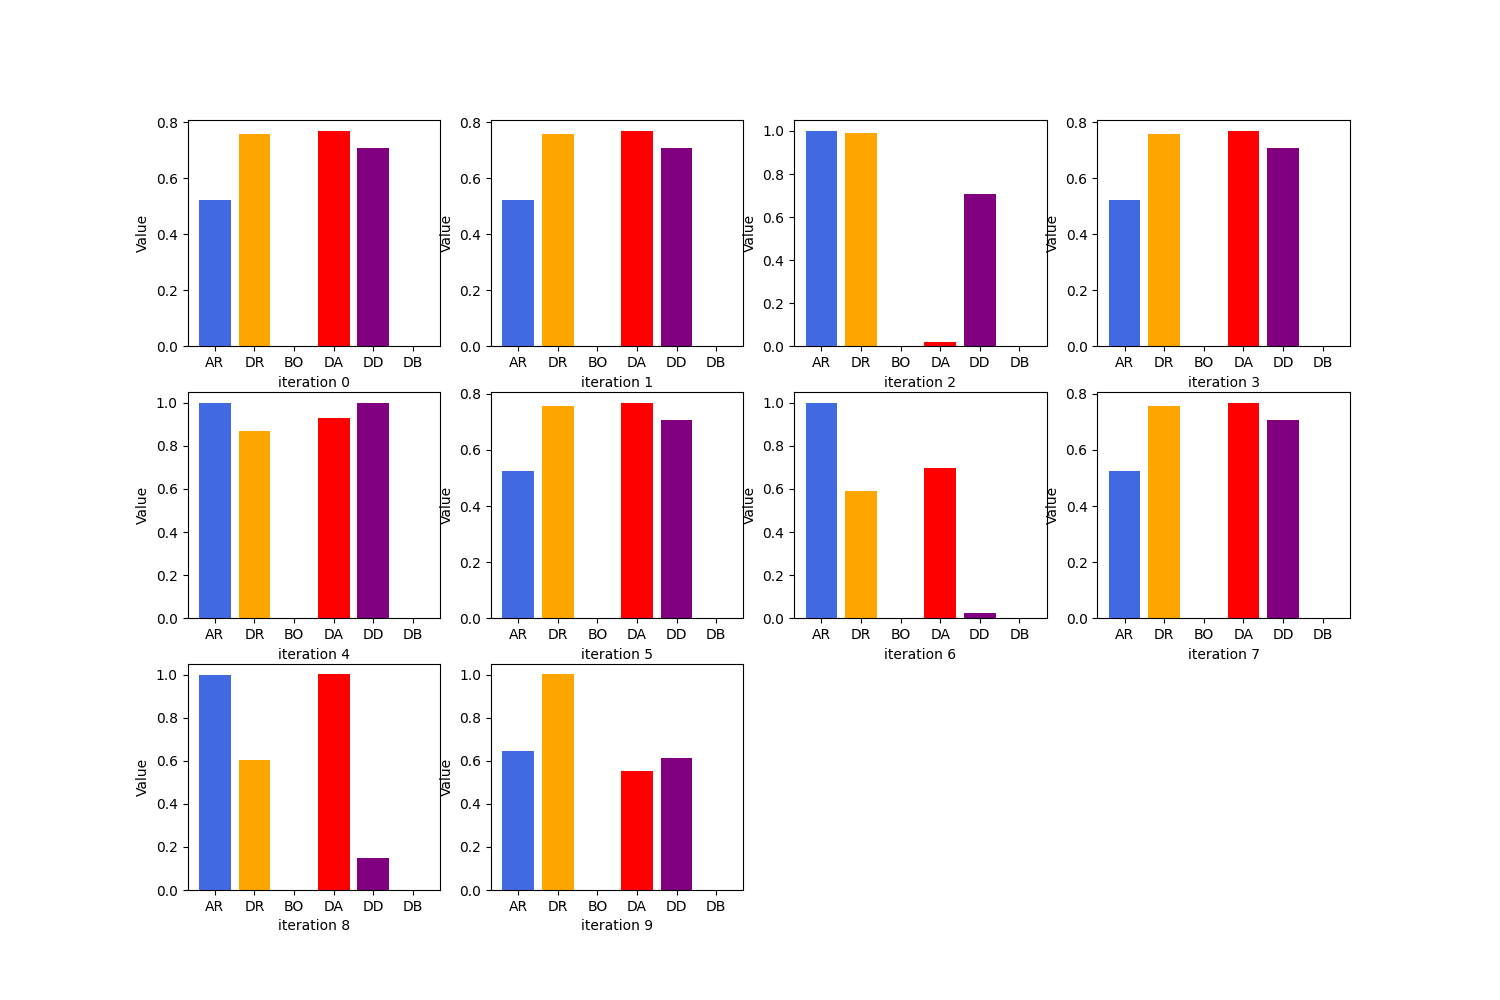 0.8 0.8 1.0 0.8
0.6 0.6 0.8 0.6
0.4 0.4 0.6 0.4
0.2 0.2 0.4 0.2
0.0 0.0 0.2 0.0
0.0
Value Value Value Value
AR DR BO DA DD DB AR DR BO DA DD DB AR DR BO DA DD DB AR DR BO DA DD DB
iteration 0 iteration 1 iteration 2 iteration 3
1.0 0.8 1.0 0.8
0.8 0.6 0.8 0.6
0.6 0.4 0.6 0.4
0.4 0.2 0.4 0.2
0.2 0.0 0.2 0.0
0.0 0.0
Value Value Value Value
AR DR BO DA DD DB AR DR BO DA DD DB AR DR BO DA DD DB AR DR BO DA DD DB
iteration 4 iteration 5 iteration 6 iteration 7
1.0 1.0
0.8 0.8
0.6 0.6
0.4 0.4
0.2 0.2
0.0 0.0
Value Value
AR DR BO DA DD DB AR DR BO DA DD DB
iteration 8 iteration 9